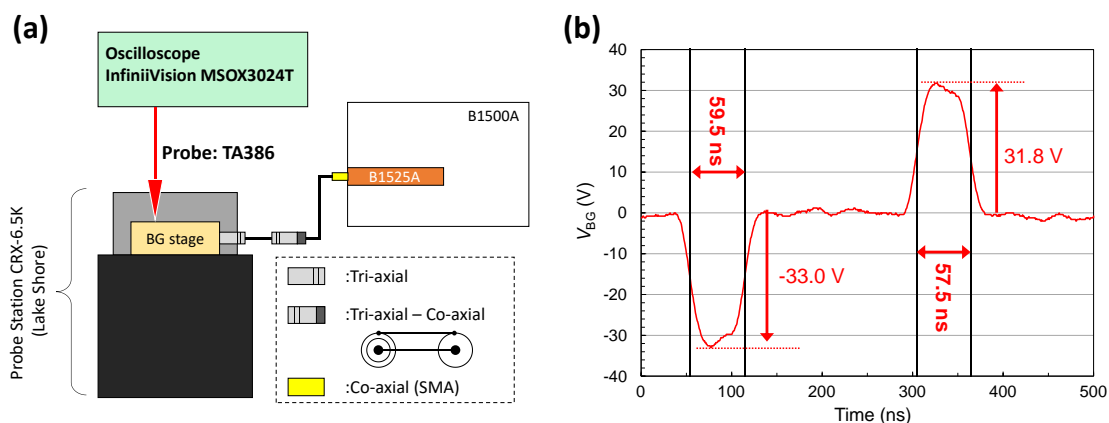 (a)
Oscilloscope
InfiniiVision MSOX3024T
Probe: TA386
B1500A
B1525A
BG stage
Probe Station CRX-6.5K
(Lake Shore)
:Tri-axial
:Tri-axial – Co-axial
:Co-axial (SMA)
(b)
40
30
20
10
0
-10
-20
-30
-40
VBG (V)
0
100
200
300
400
500
Time (ns)
59.5 ns
-33.0 V
31.8 V
57.5 ns